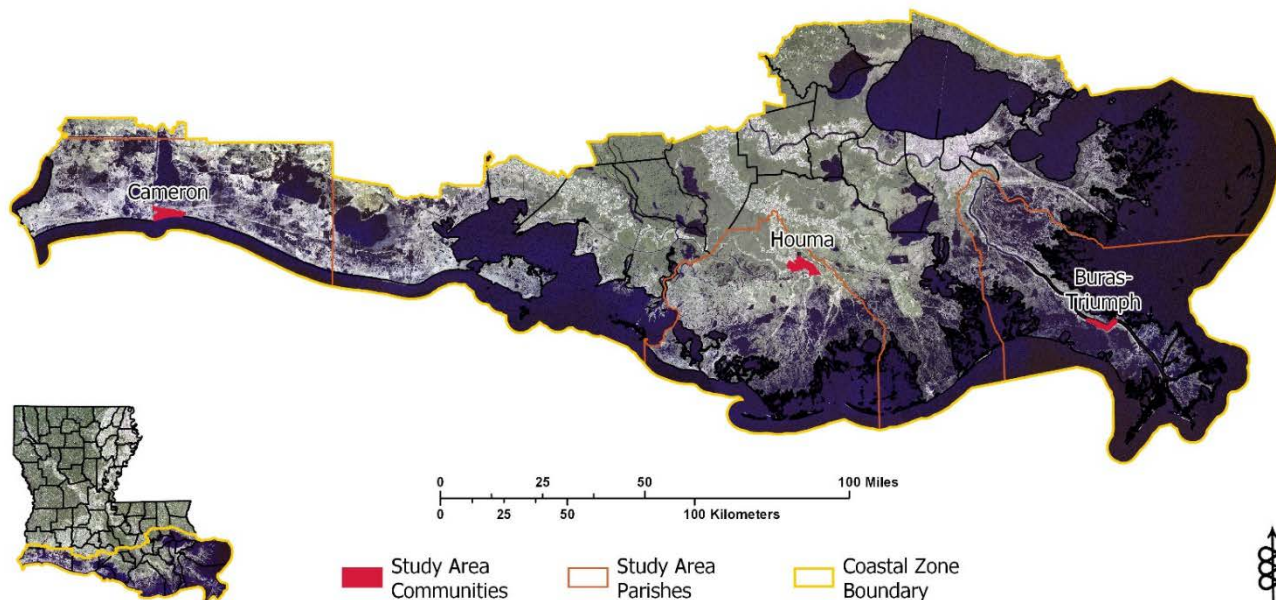 Cameron
Houma
Buras-
Triumph
0 25 50 100 Miles
0 25 50 100 Kilometers
Study Area
Communities
Study Area
Parishes
Coastal Zone
Boundary